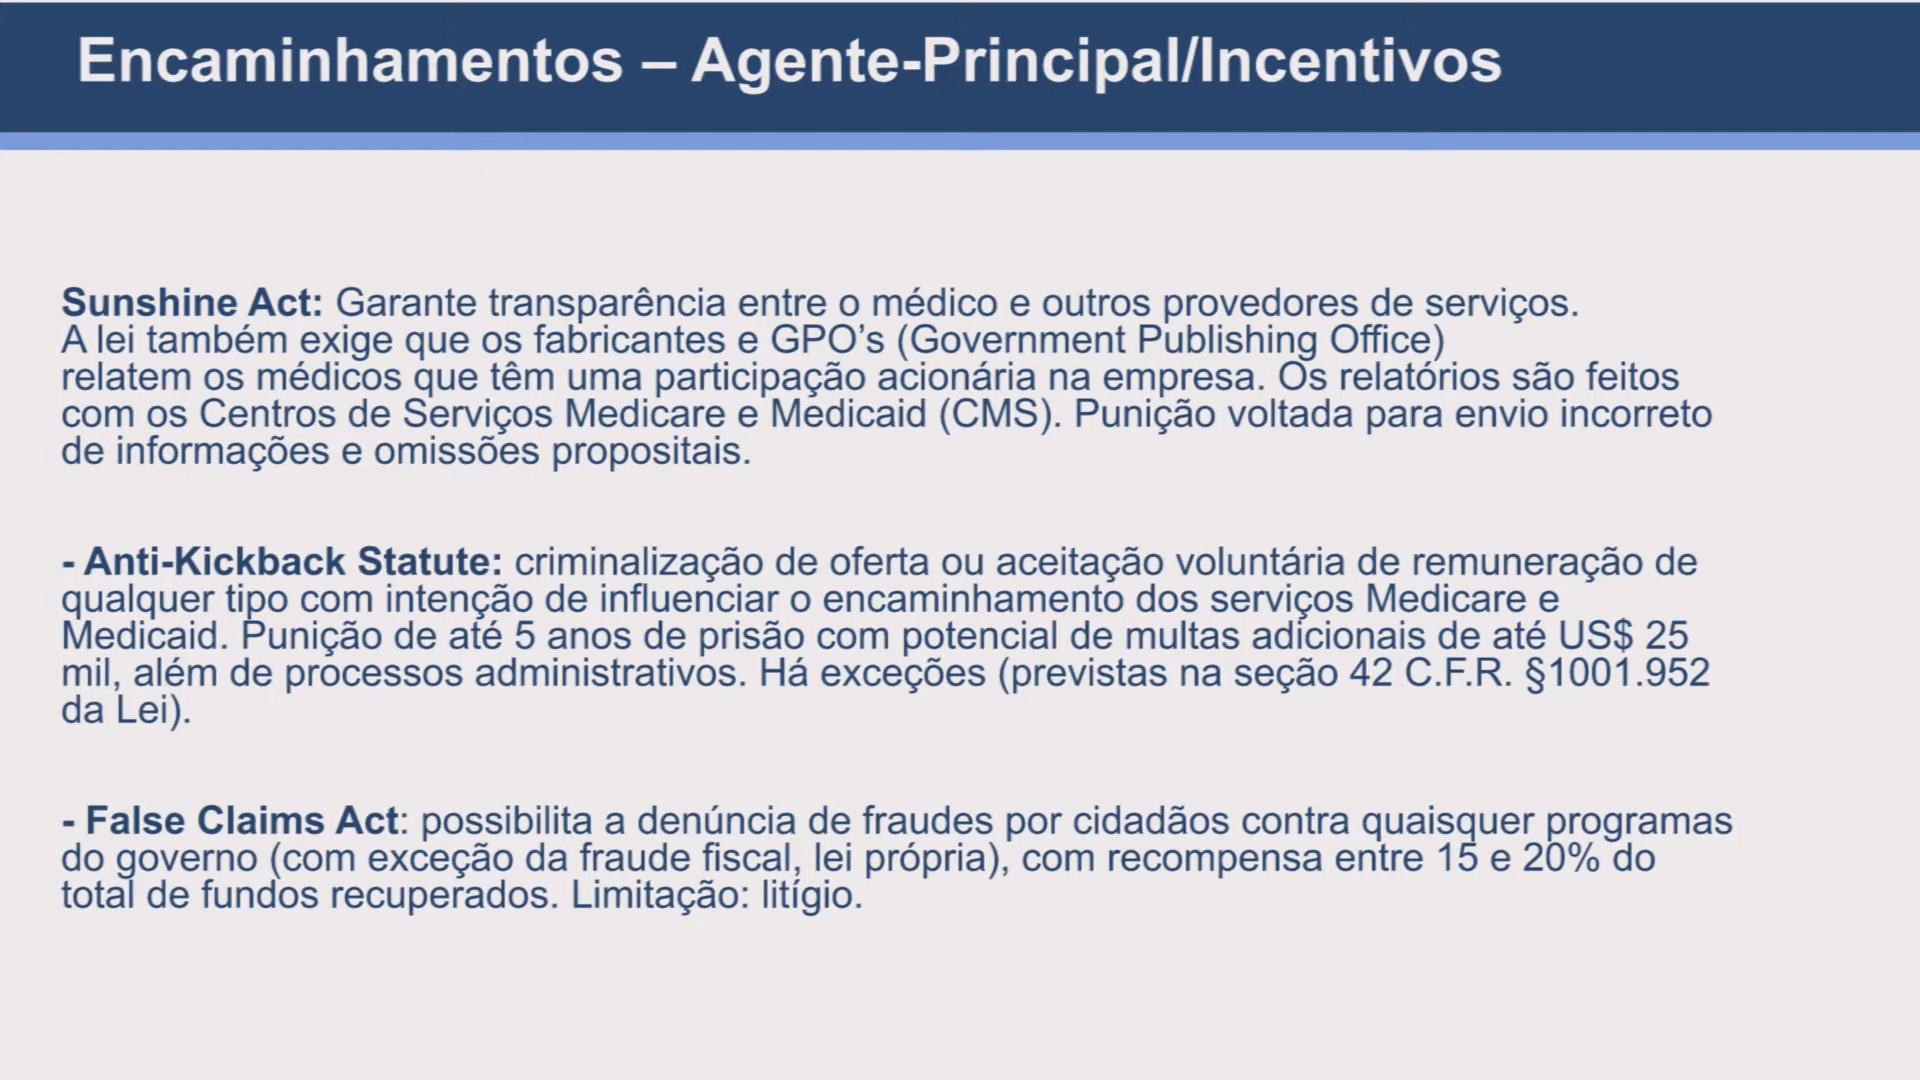 Encaminhamentos – Agente-Principal/Incentivos
Sunshine Act: Garante transparência entre o médico e outros provedores de serviços.
A lei também exige que os fabricantes e GPO’s (Government Publishing Office)
relatem os médicos que têm uma participação acionária na empresa. Os relatórios são feitos
com os Centros de Serviços Medicare e Medicaid (CMS). Punição voltada para envio incorreto
de informações e omissões propositais.
- Anti-Kickback Statute: criminalização de oferta ou aceitação voluntária de remuneração de
qualquer tipo com intenção de influenciar o encaminhamento dos serviços Medicare e
Medicaid. Punição de até 5 anos de prisão com potencial de multas adicionais de até US$ 25
mil, além de processos administrativos. Há exceções (previstas na seção 42 C.F.R. §1001.952
da Lei).
- False Claims Act: possibilita a denúncia de fraudes por cidadãos contra quaisquer programas
do governo (com exceção da fraude fiscal, lei própria), com recompensa entre 15 e 20% do
total de fundos recuperados. Limitação: litígio.